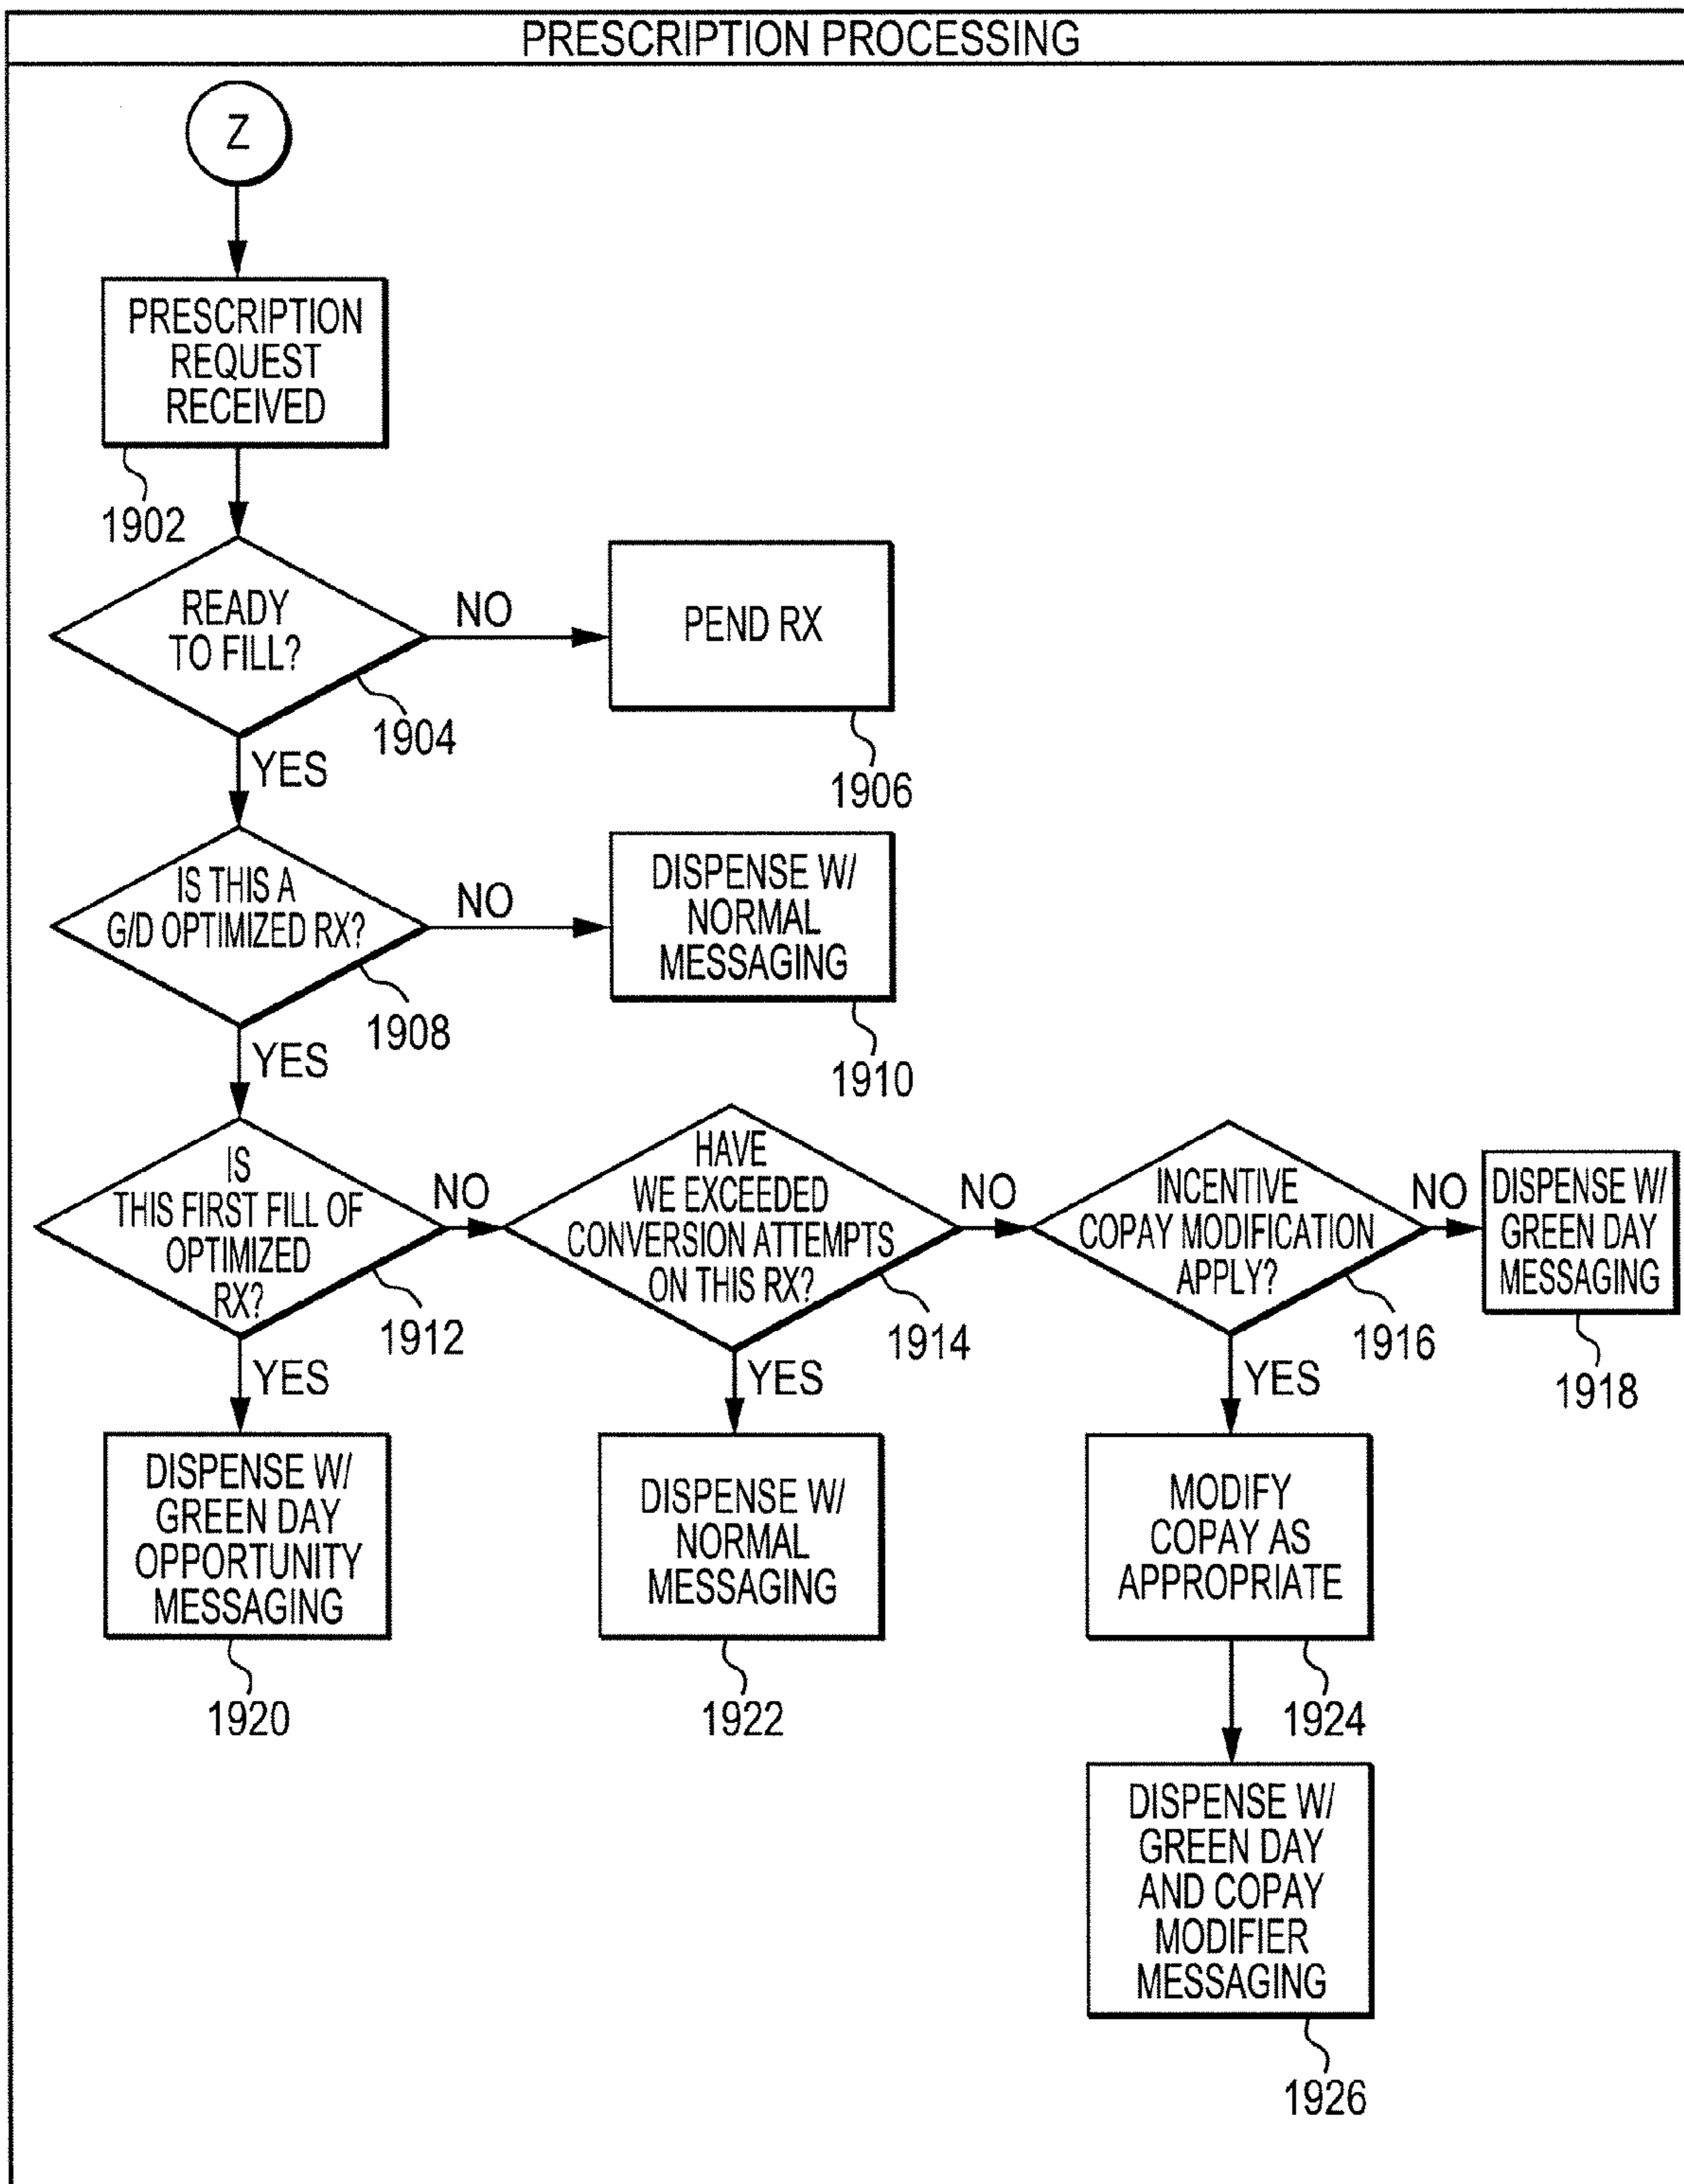 PRESCRIPTION PROCESSING
Z
PRESCRIPTION
REQUEST
RECEIVED
1902
READY
TO FILL?
1904
NO
PEND RX
1906
YES
IS THIS A
G/D OPTIMIZED RX?
1908
NO
DISPENSE W/
NORMAL
MESSAGING
1910
YES
IS
THIS FIRST FILL OF
OPTIMIZED
RX?
1912
NO
HAVE
WE EXCEEDED
CONVERSION ATTEMPTS
ON THIS RX?
1914
NO
INCENTIVE
COPAY MODIFICATION
APPLY?
1916
NO
DISPENSE W/
GREEN DAY
MESSAGING
1918
YES
DISPENSE W/
GREEN DAY
OPPORTUNITY
MESSAGING
1920
YES
DISPENSE W/
NORMAL
MESSAGING
1922
YES
MODIFY
COPAY AS
APPROPRIATE
1924
DISPENSE W/
GREEN DAY
AND COPAY
MODIFIER
MESSAGING
1926